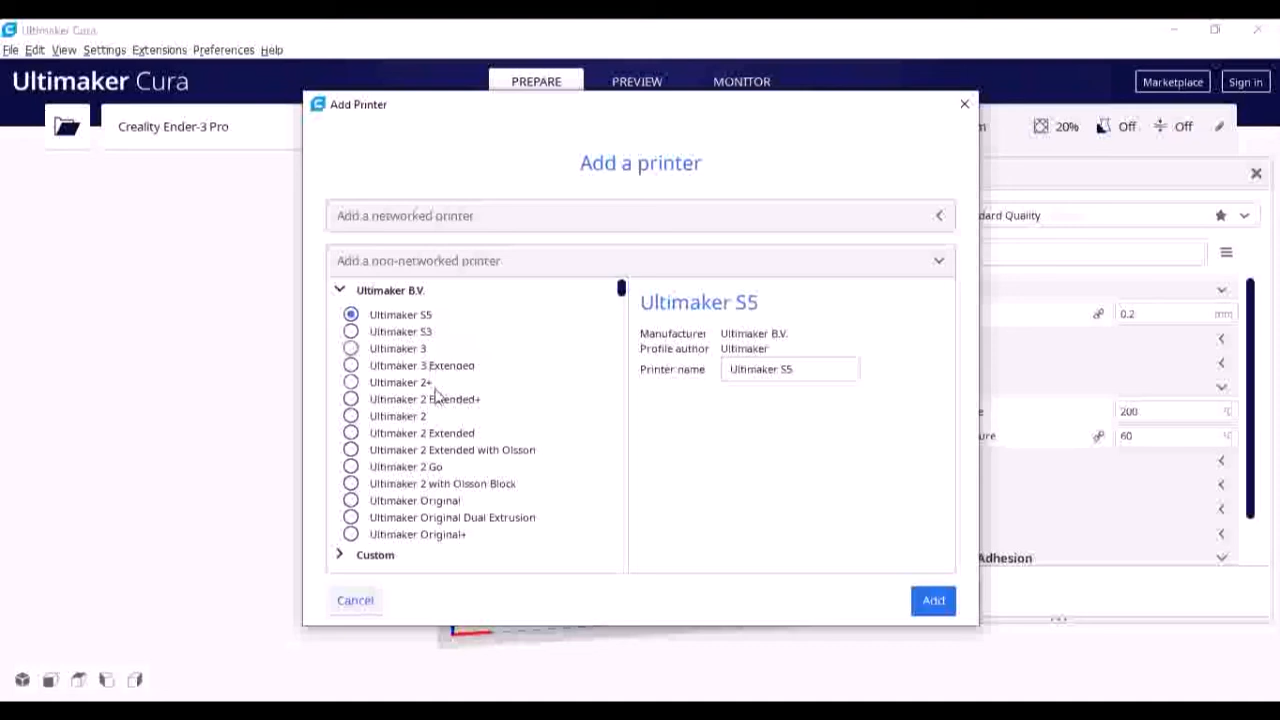 Ultimaker Cura
File Edit View Settings Extensions Preferences Help
Ultimaker Cura
PREPARE
PREVIEW
MONITOR
Marketplace
Sign in
Creality Ender-3 Pro
20%
Off
Off
Add Printer
Add a printer
Add a networked printer
Add a non-networked printer
Ultimaker B.V.
Ultimaker S5
Ultimaker S3
Ultimaker 3
Ultimaker 3 Extended
Ultimaker 2+
Ultimaker 2 Extended+
Ultimaker 2
Ultimaker 2 Extended
Ultimaker 2 Extended with Olsson
Ultimaker 2 Go
Ultimaker 2 with Olsson Block
Ultimaker Original
Ultimaker Original Dual Extrusion
Ultimaker Original+
Custom
Ultimaker S5
Manufacturer Ultimaker B.V.
Profile author Ultimaker
Printer name Ultimaker S5
Cancel
Add
dard Quality
0.2 mm
200 °C
ure 60 °C
Adhesion